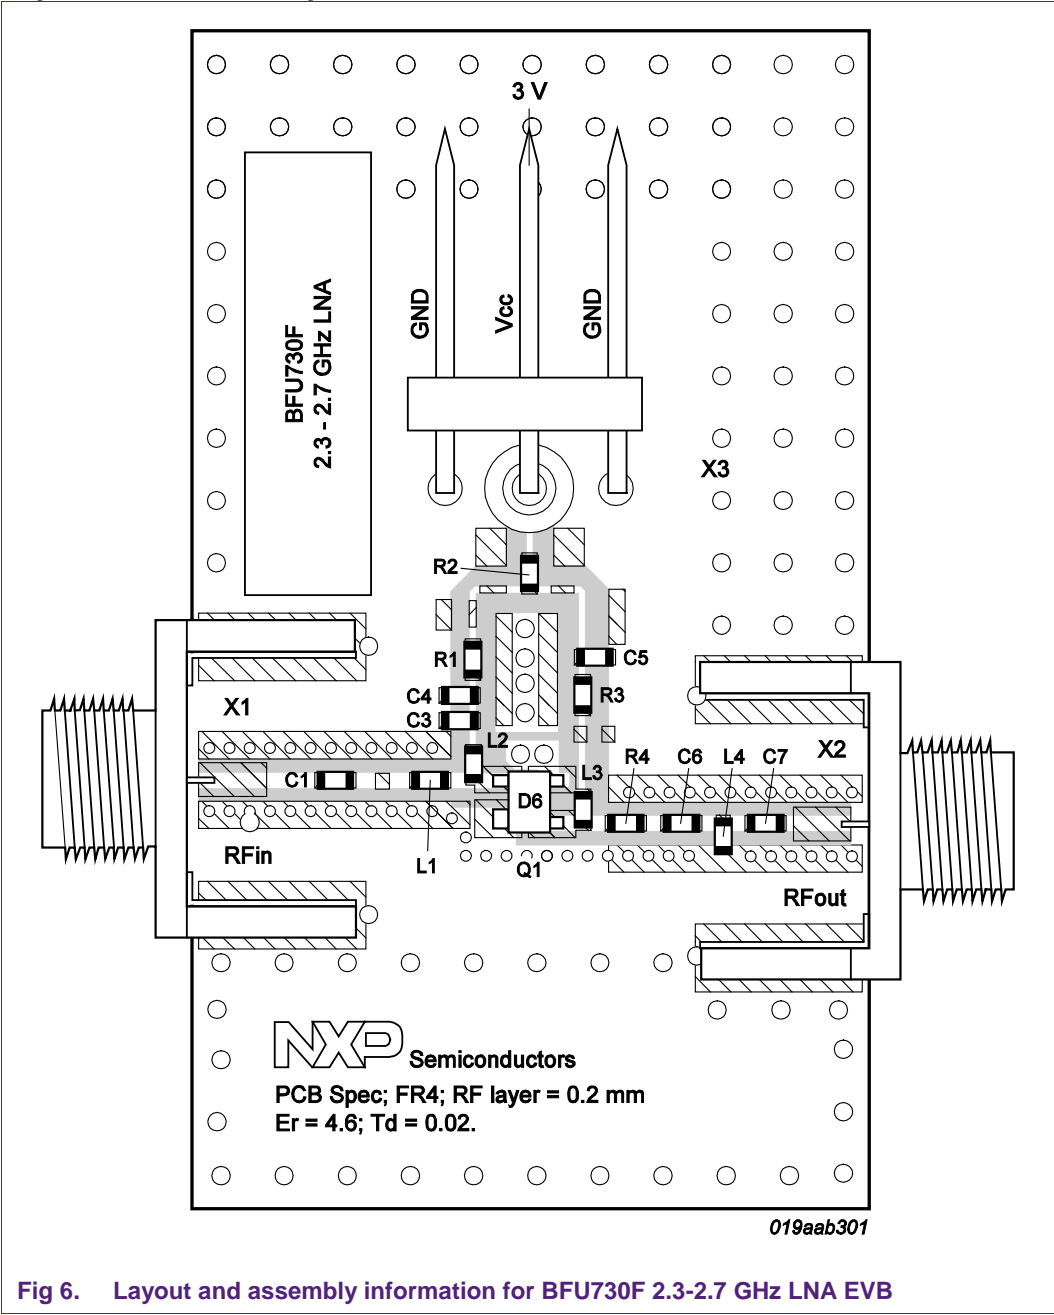 3 V
GND
Vcc
GND
BFU730F
2.3 - 2.7 GHz LNA
X3
R2
R1
C5
C4
R3
C3
X1
L2
X2
L3
R4
C6
L4
C7
C1
D6
RFin
L1
Q1
RFout
NXP Semiconductors
PCB Spec; FR4; RF layer = 0.2 mm
Er = 4.6; Td = 0.02.
019aab301
Fig 6. Layout and assembly information for BFU730F 2.3-2.7 GHz LNA EVB